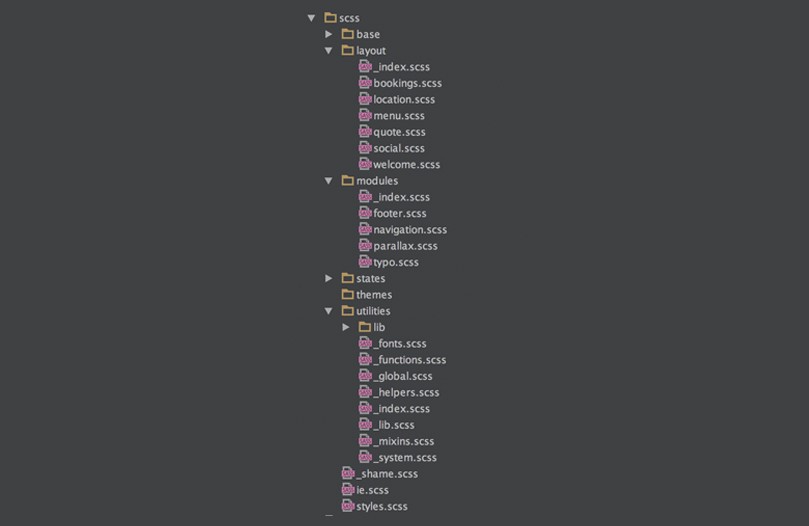 scss
base
layout
_index.scss
bookings.scss
location.scss
menu.scss
quote.scss
social.scss
welcome.scss
modules
_index.scss
footer.scss
navigation.scss
parallax.scss
typo.scss
states
themes
utilities
lib
_fonts.scss
_functions.scss
_global.scss
_helpers.scss
_index.scss
_lib.scss
_mixins.scss
_system.scss
_shame.scss
ie.scss
styles.scss